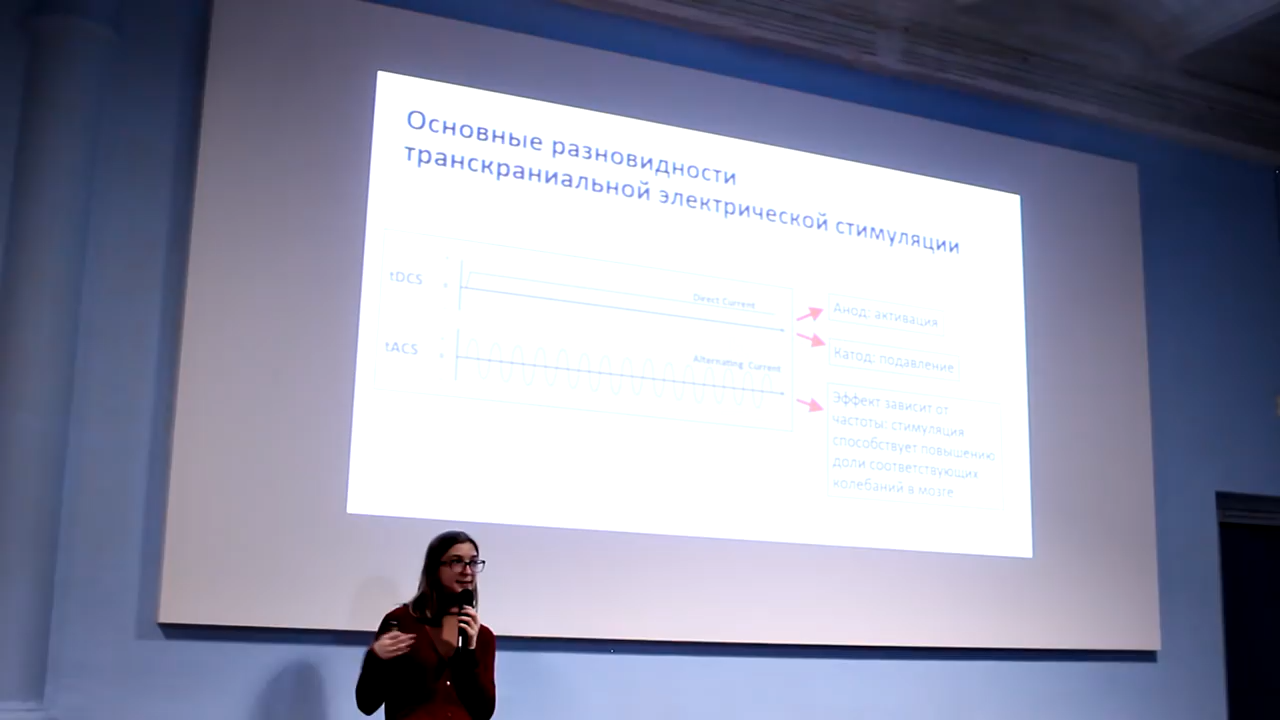 Основные разновидности
транскраниальной электрической стимуляции
tDCS
Direct Current
Анод: активация
Катод: подавление
tACS
Alternating Current
Эффект зависит от
частоты: стимуляция
способствует повышению
доли соответствующих
колебаний в мозге